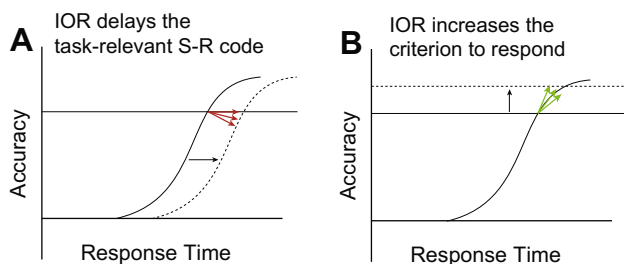 A
IOR delays the
task-relevant S-R code
Accuracy
Response Time
B
IOR increases the
criterion to respond
Accuracy
Response Time